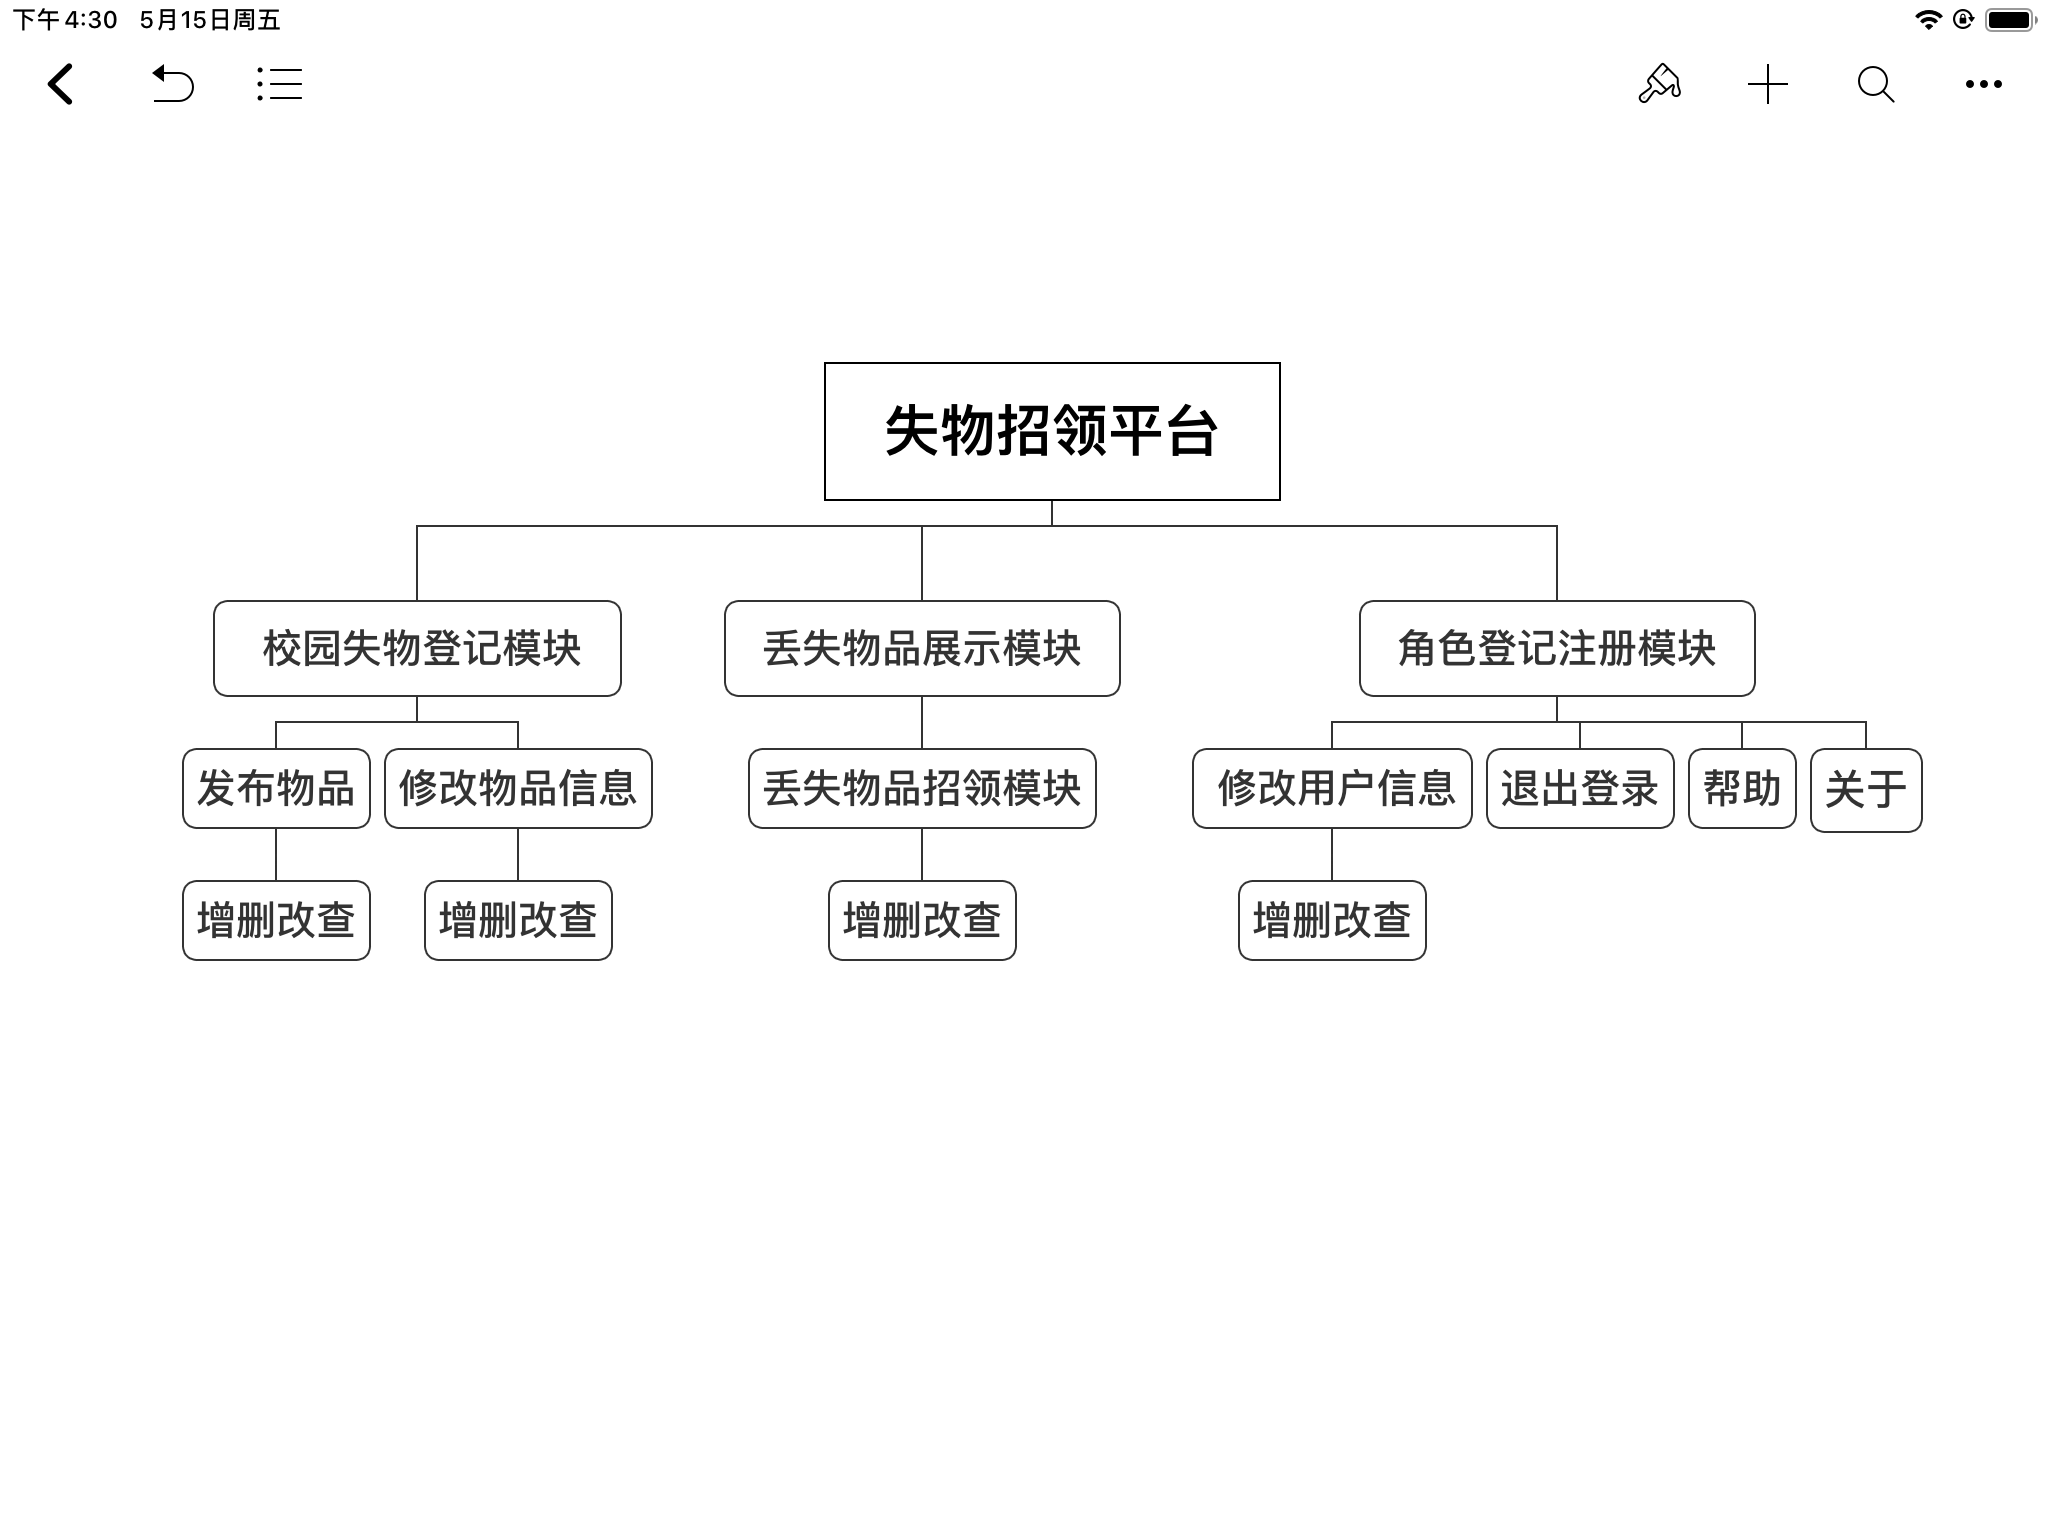 下午4:30 5月15日周五
失物招领平台
校园失物登记模块 丢失物品展示模块 角色登记注册模块
发布物品 修改物品信息 丢失物品招领模块 修改用户信息 退出登录 帮助 关于
增删改查 增删改查 增删改查 增删改查